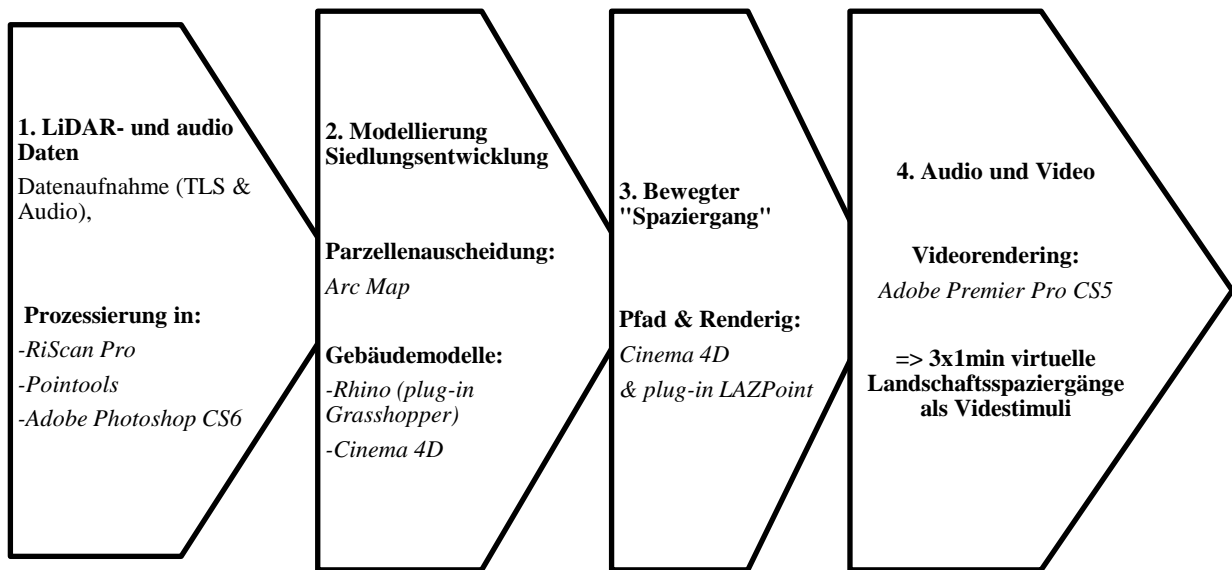 1. LiDAR- und audio
Daten
Datenaufnahme (TLS &
Audio),
Prozessierung in:
-RiScan Pro
-Pointools
-Adobe Photoshop CS6
2. Modellierung
Siedlungsentwicklung
Parzellenauscheidung:
Arc Map
Gebäudemodelle:
-Rhino (plug-in
Grasshopper)
-Cinema 4D
3. Bewegter
"Spaziergang"
Pfad & Renderig:
Cinema 4D
& plug-in LAZPoint
4. Audio und Video
Videorendering:
Adobe Premier Pro CS5
=> 3x1min virtuelle
Landschaftsspaziergänge
als Videstimuli